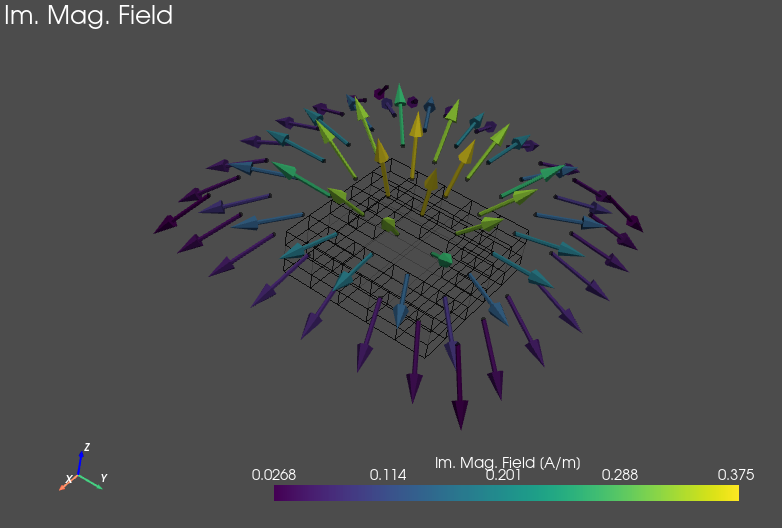 Im. Mag. Field
Z
X
Y
Im. Mag. Field [A/m]
0.0268 0.114 0.201 0.288 0.375